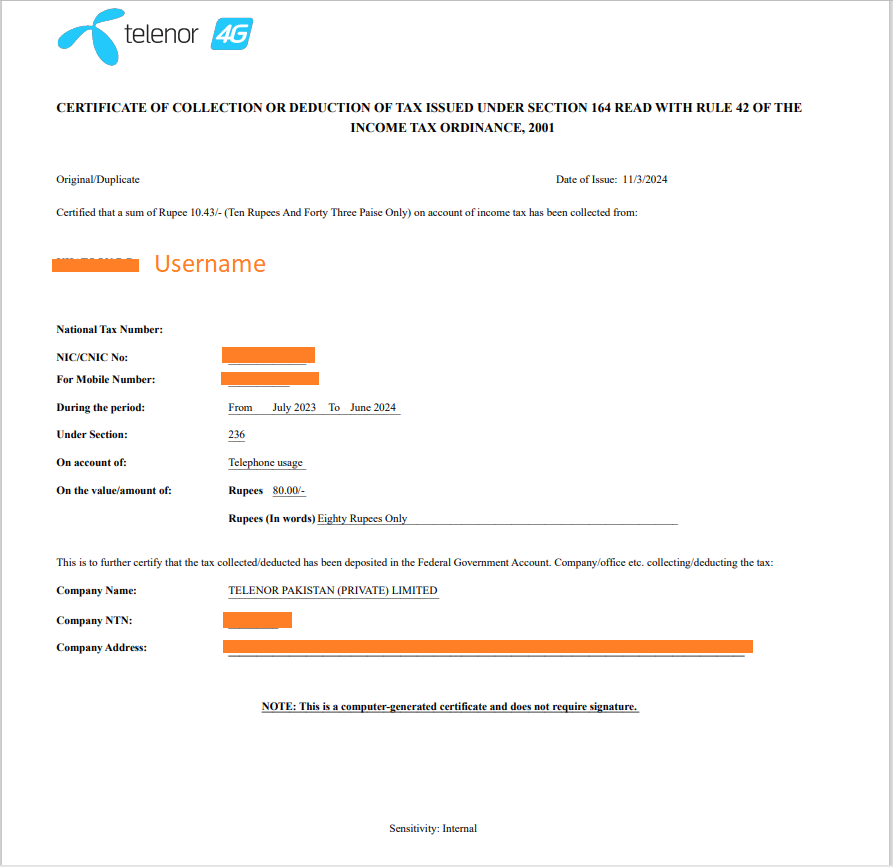 telenor 4G
CERTIFICATE OF COLLECTION OR DEDUCTION OF TAX ISSUED UNDER SECTION 164 READ WITH RULE 42 OF THE
INCOME TAX ORDINANCE, 2001
Original/Duplicate Date of Issue: 11/3/2024
Certified that a sum of Rupee 10.43/- (Ten Rupees And Forty Three Paise Only) on account of income tax has been collected from:
Username
National Tax Number:
NIC/CNIC No:
For Mobile Number:
During the period: From July 2023 To June 2024
Under Section: 236
On account of: Telephone usage
On the value/amount of: Rupees 80.00/-
Rupees (In words) Eighty Rupees Only
This is to further certify that the tax collected/deducted has been deposited in the Federal Government Account. Company/office etc. collecting/deducting the tax:
Company Name: TELENOR PAKISTAN (PRIVATE) LIMITED
Company NTN:
Company Address:
NOTE: This is a computer-generated certificate and does not require signature.
Sensitivity: Internal